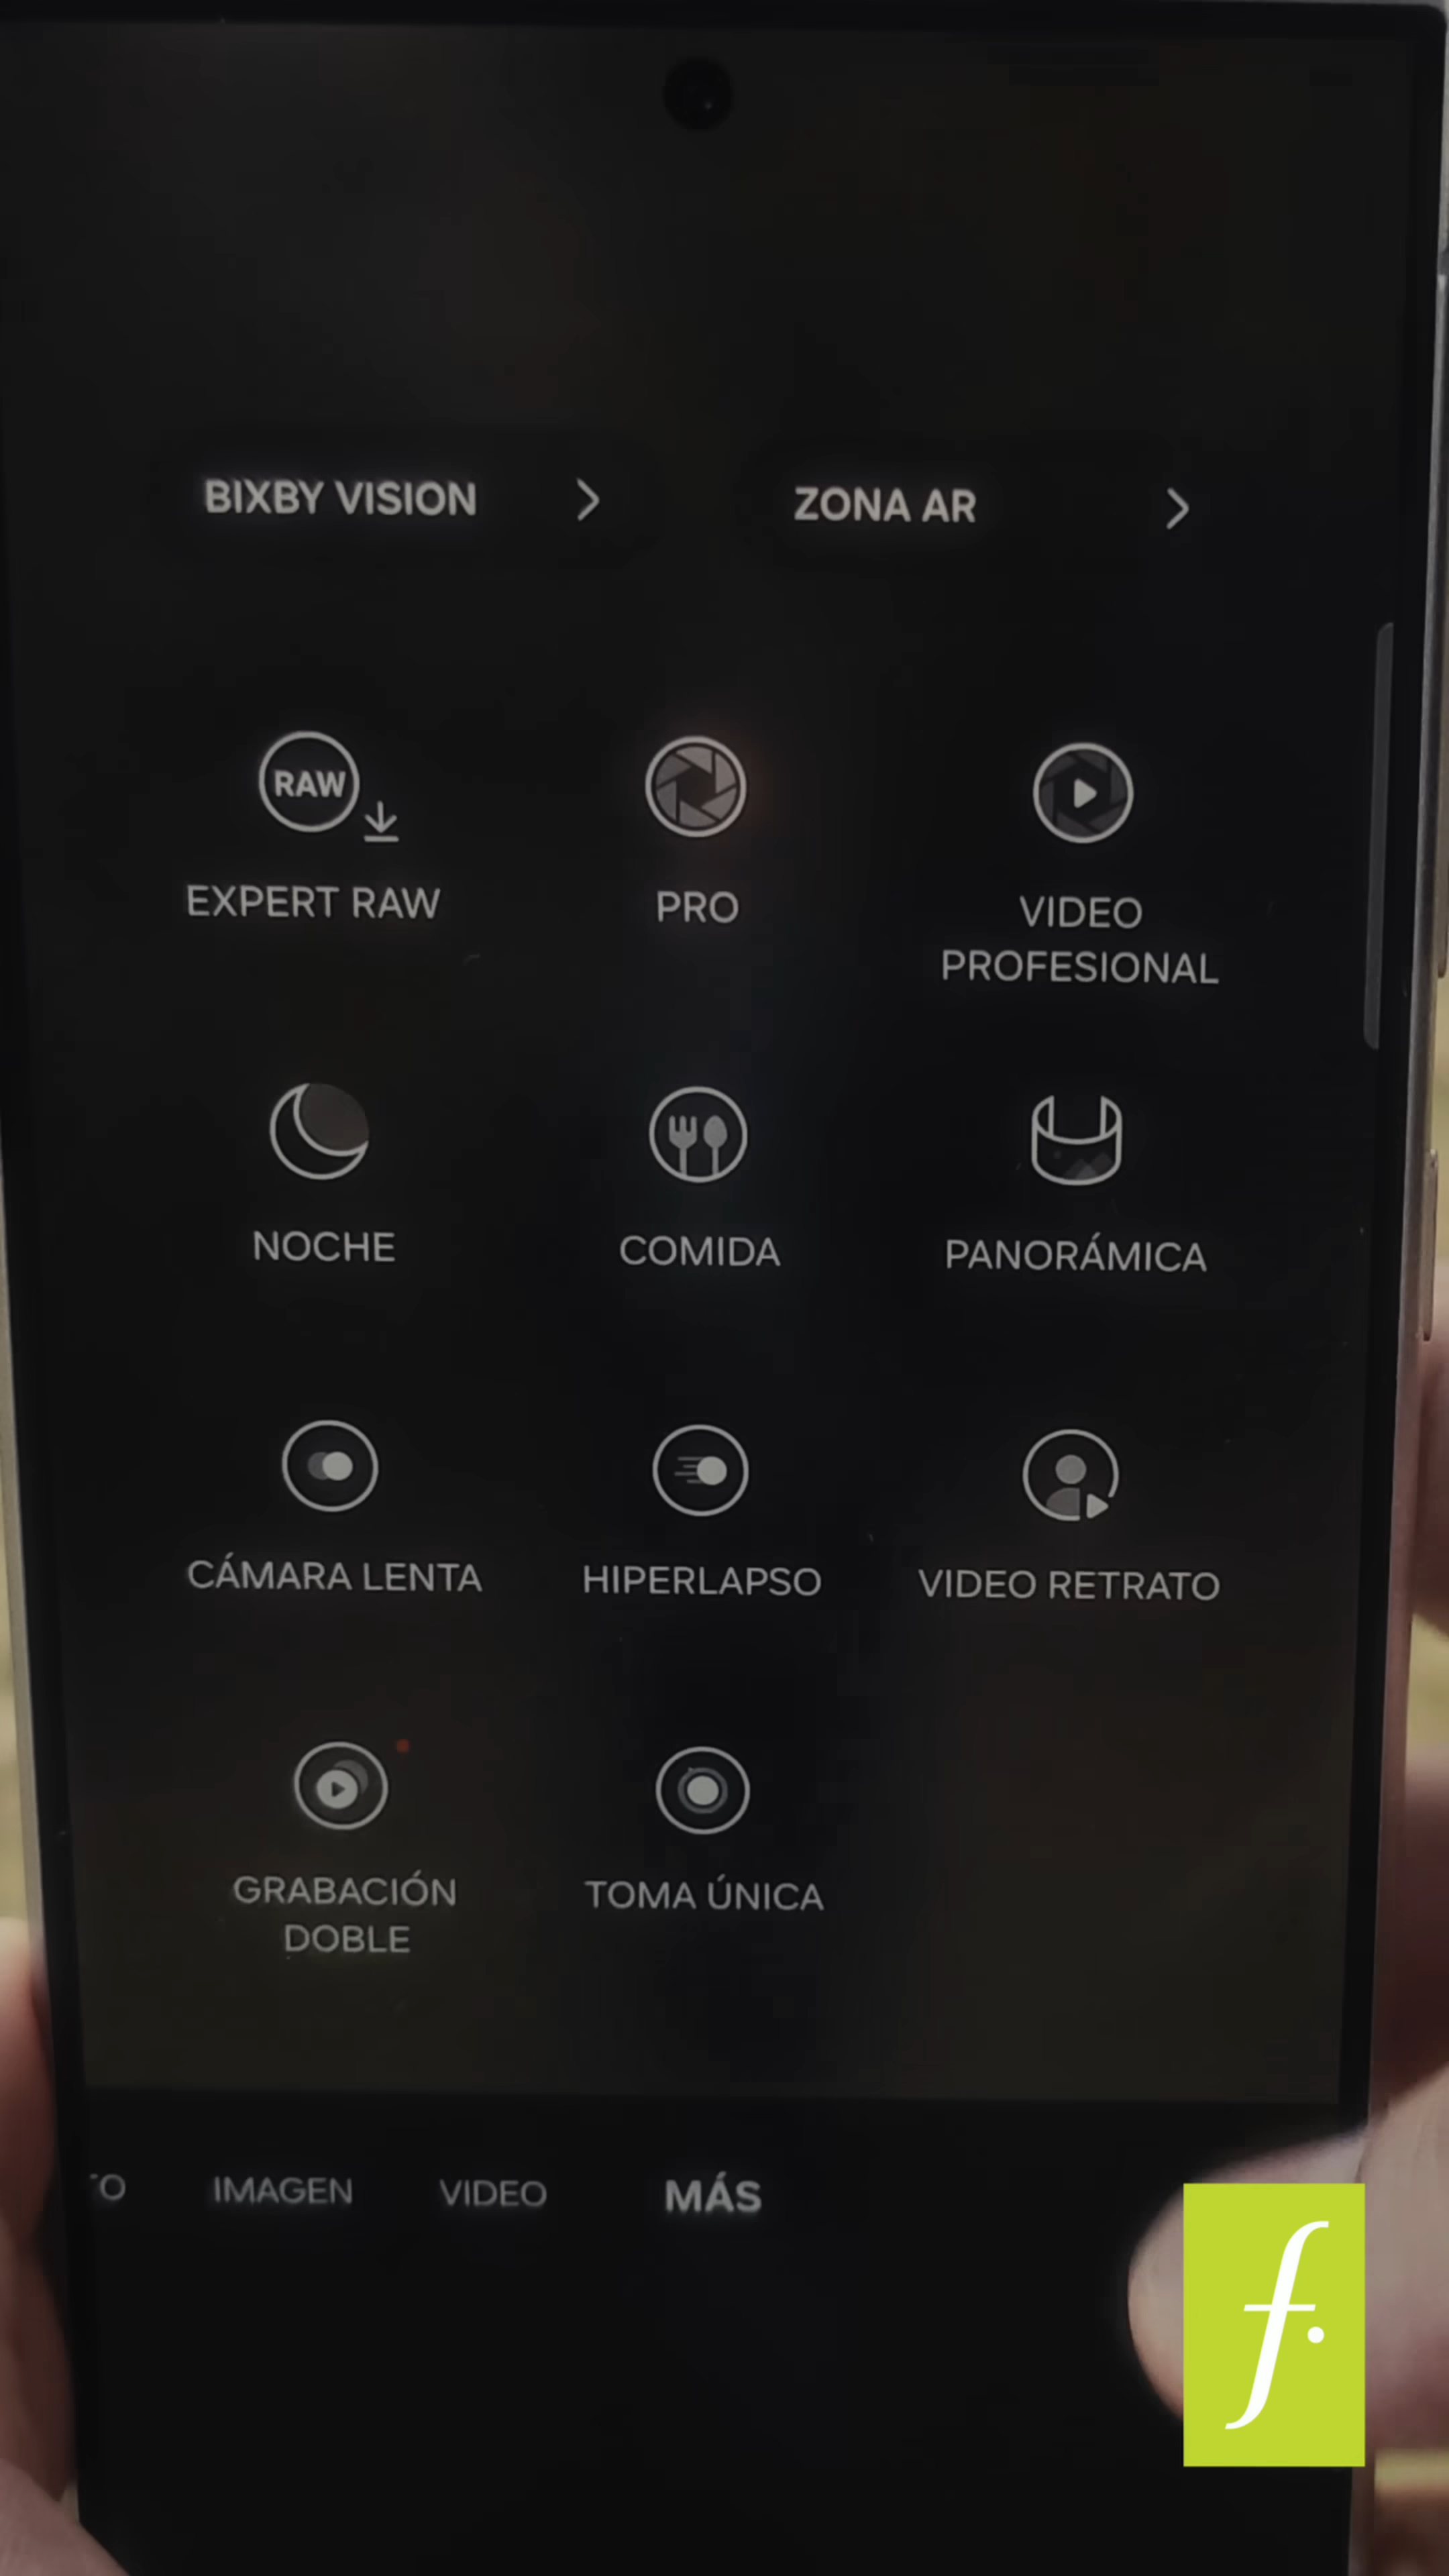 BIXBY VISION
ZONA AR
RAW
EXPERT RAW
PRO
VIDEO
PROFESIONAL
NOCHE
COMIDA
PANORÁMICA
CÁMARA LENTA
HIPERLAPSO
VIDEO RETRATO
GRABACIÓN
DOBLE
TOMA ÚNICA
TO IMAGEN VIDEO MÁS
f.